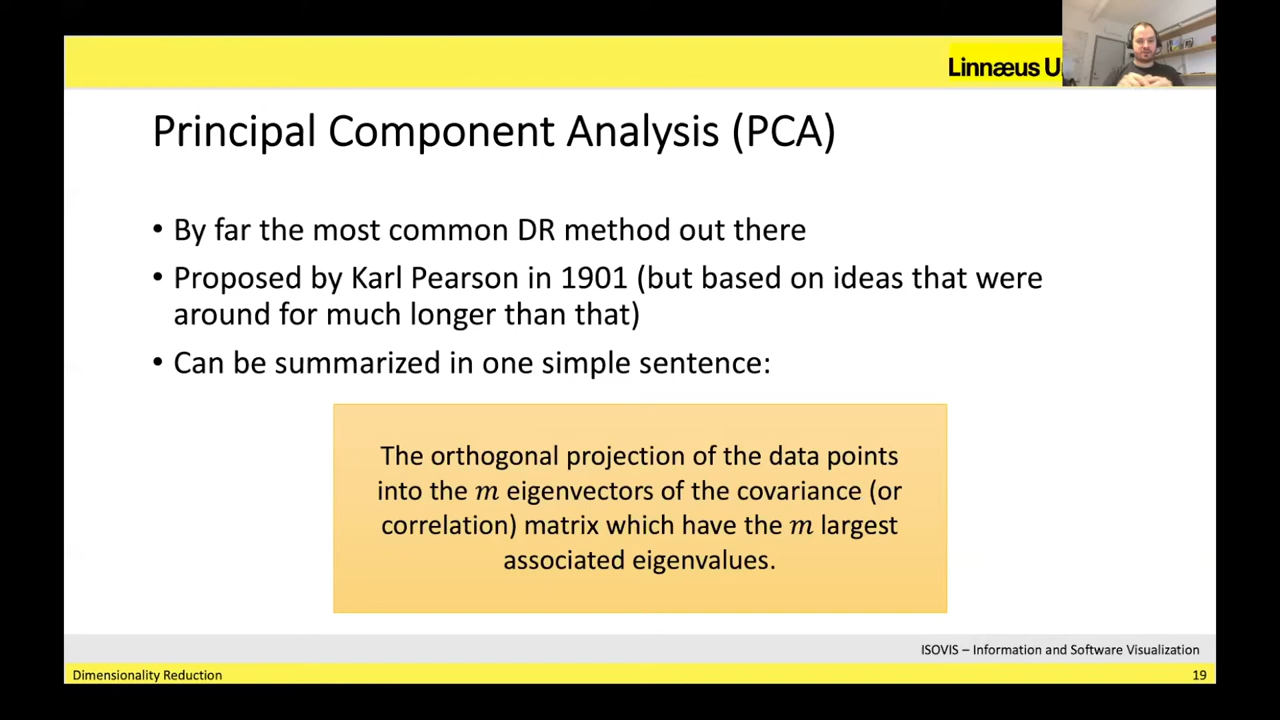 Linnæus U
Principal Component Analysis (PCA)
• By far the most common DR method out there
• Proposed by Karl Pearson in 1901 (but based on ideas that were
around for much longer than that)
• Can be summarized in one simple sentence:
The orthogonal projection of the data points
into the m eigenvectors of the covariance (or
correlation) matrix which have the m largest
associated eigenvalues.
ISOVIS – Information and Software Visualization
Dimensionality Reduction
19